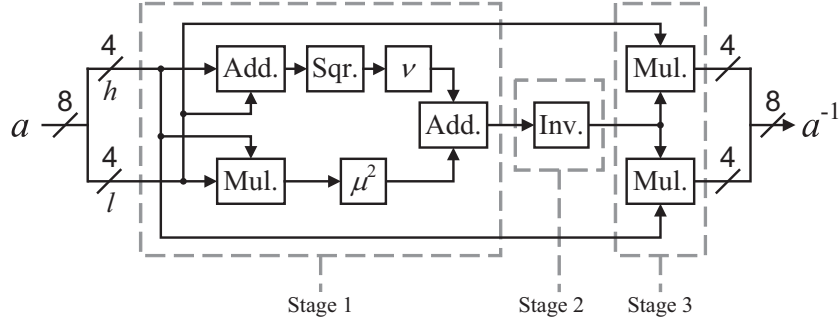 4
4
h
Add.
Sqr.
ν
Mul.
4
8
a
Add.
Inv.
8
a⁻¹
4
l
Mul.
μ²
Mul.
4
Stage 1
Stage 2
Stage 3